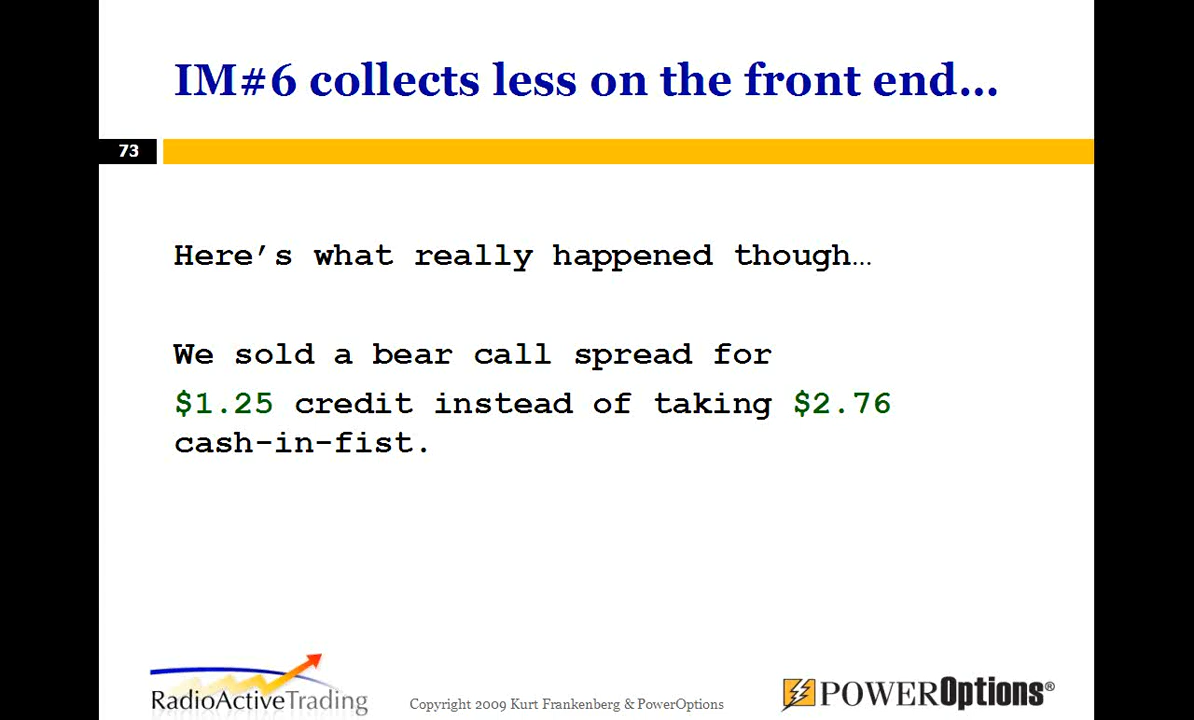 IM#6 collects less on the front end…
73
Here’s what really happened though…
We sold a bear call spread for
$1.25 credit instead of taking $2.76
cash-in-fist.
RadioActiveTrading
Copyright 2009 Kurt Frankenberg & PowerOptions
POWEROptions®